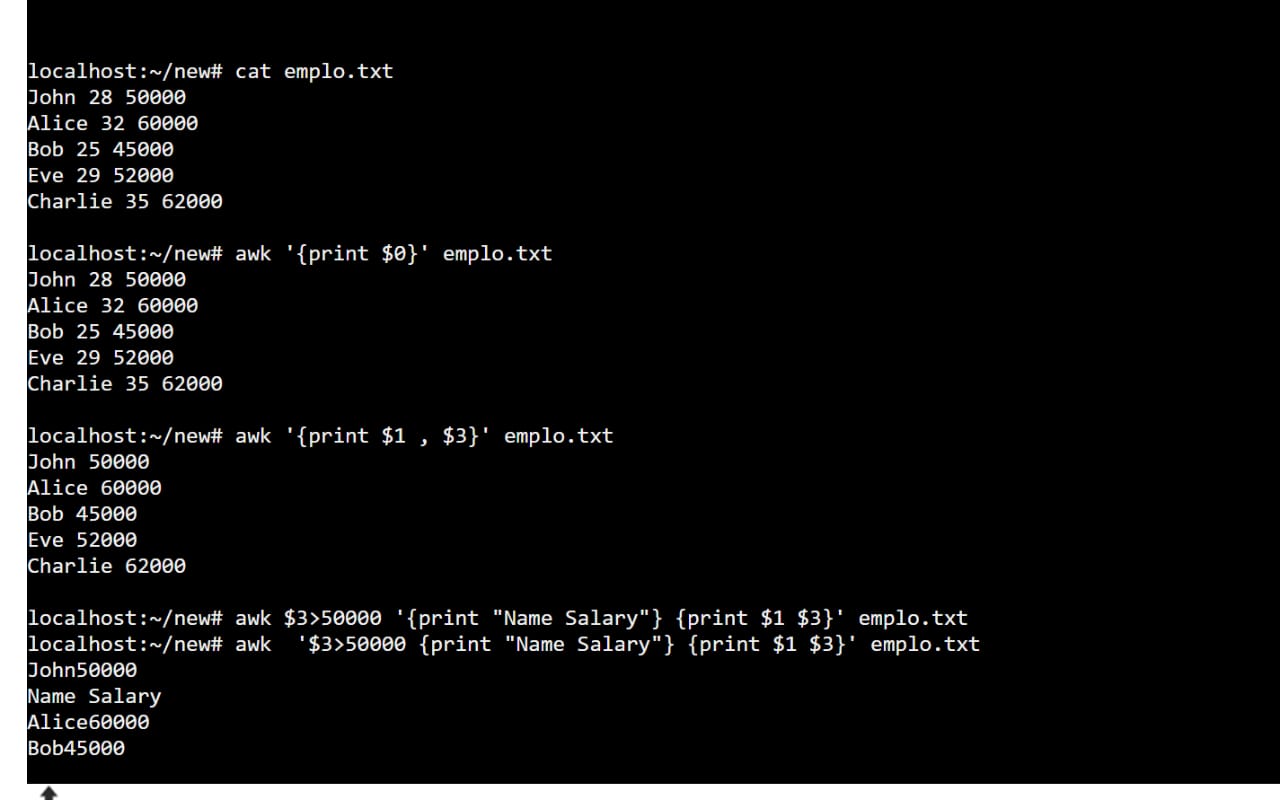 localhost:~/new# cat emplo.txt
John 28 50000
Alice 32 60000
Bob 25 45000
Eve 29 52000
Charlie 35 62000
localhost:~/new# awk '{print $0}' emplo.txt
John 28 50000
Alice 32 60000
Bob 25 45000
Eve 29 52000
Charlie 35 62000
localhost:~/new# awk '{print $1 , $3}' emplo.txt
John 50000
Alice 60000
Bob 45000
Eve 52000
Charlie 62000
localhost:~/new# awk $3>50000 '{print "Name Salary"} {print $1 $3}' emplo.txt
localhost:~/new# awk  '$3>50000 {print "Name Salary"} {print $1 $3}' emplo.txt
John50000
Name Salary
Alice60000
Bob45000